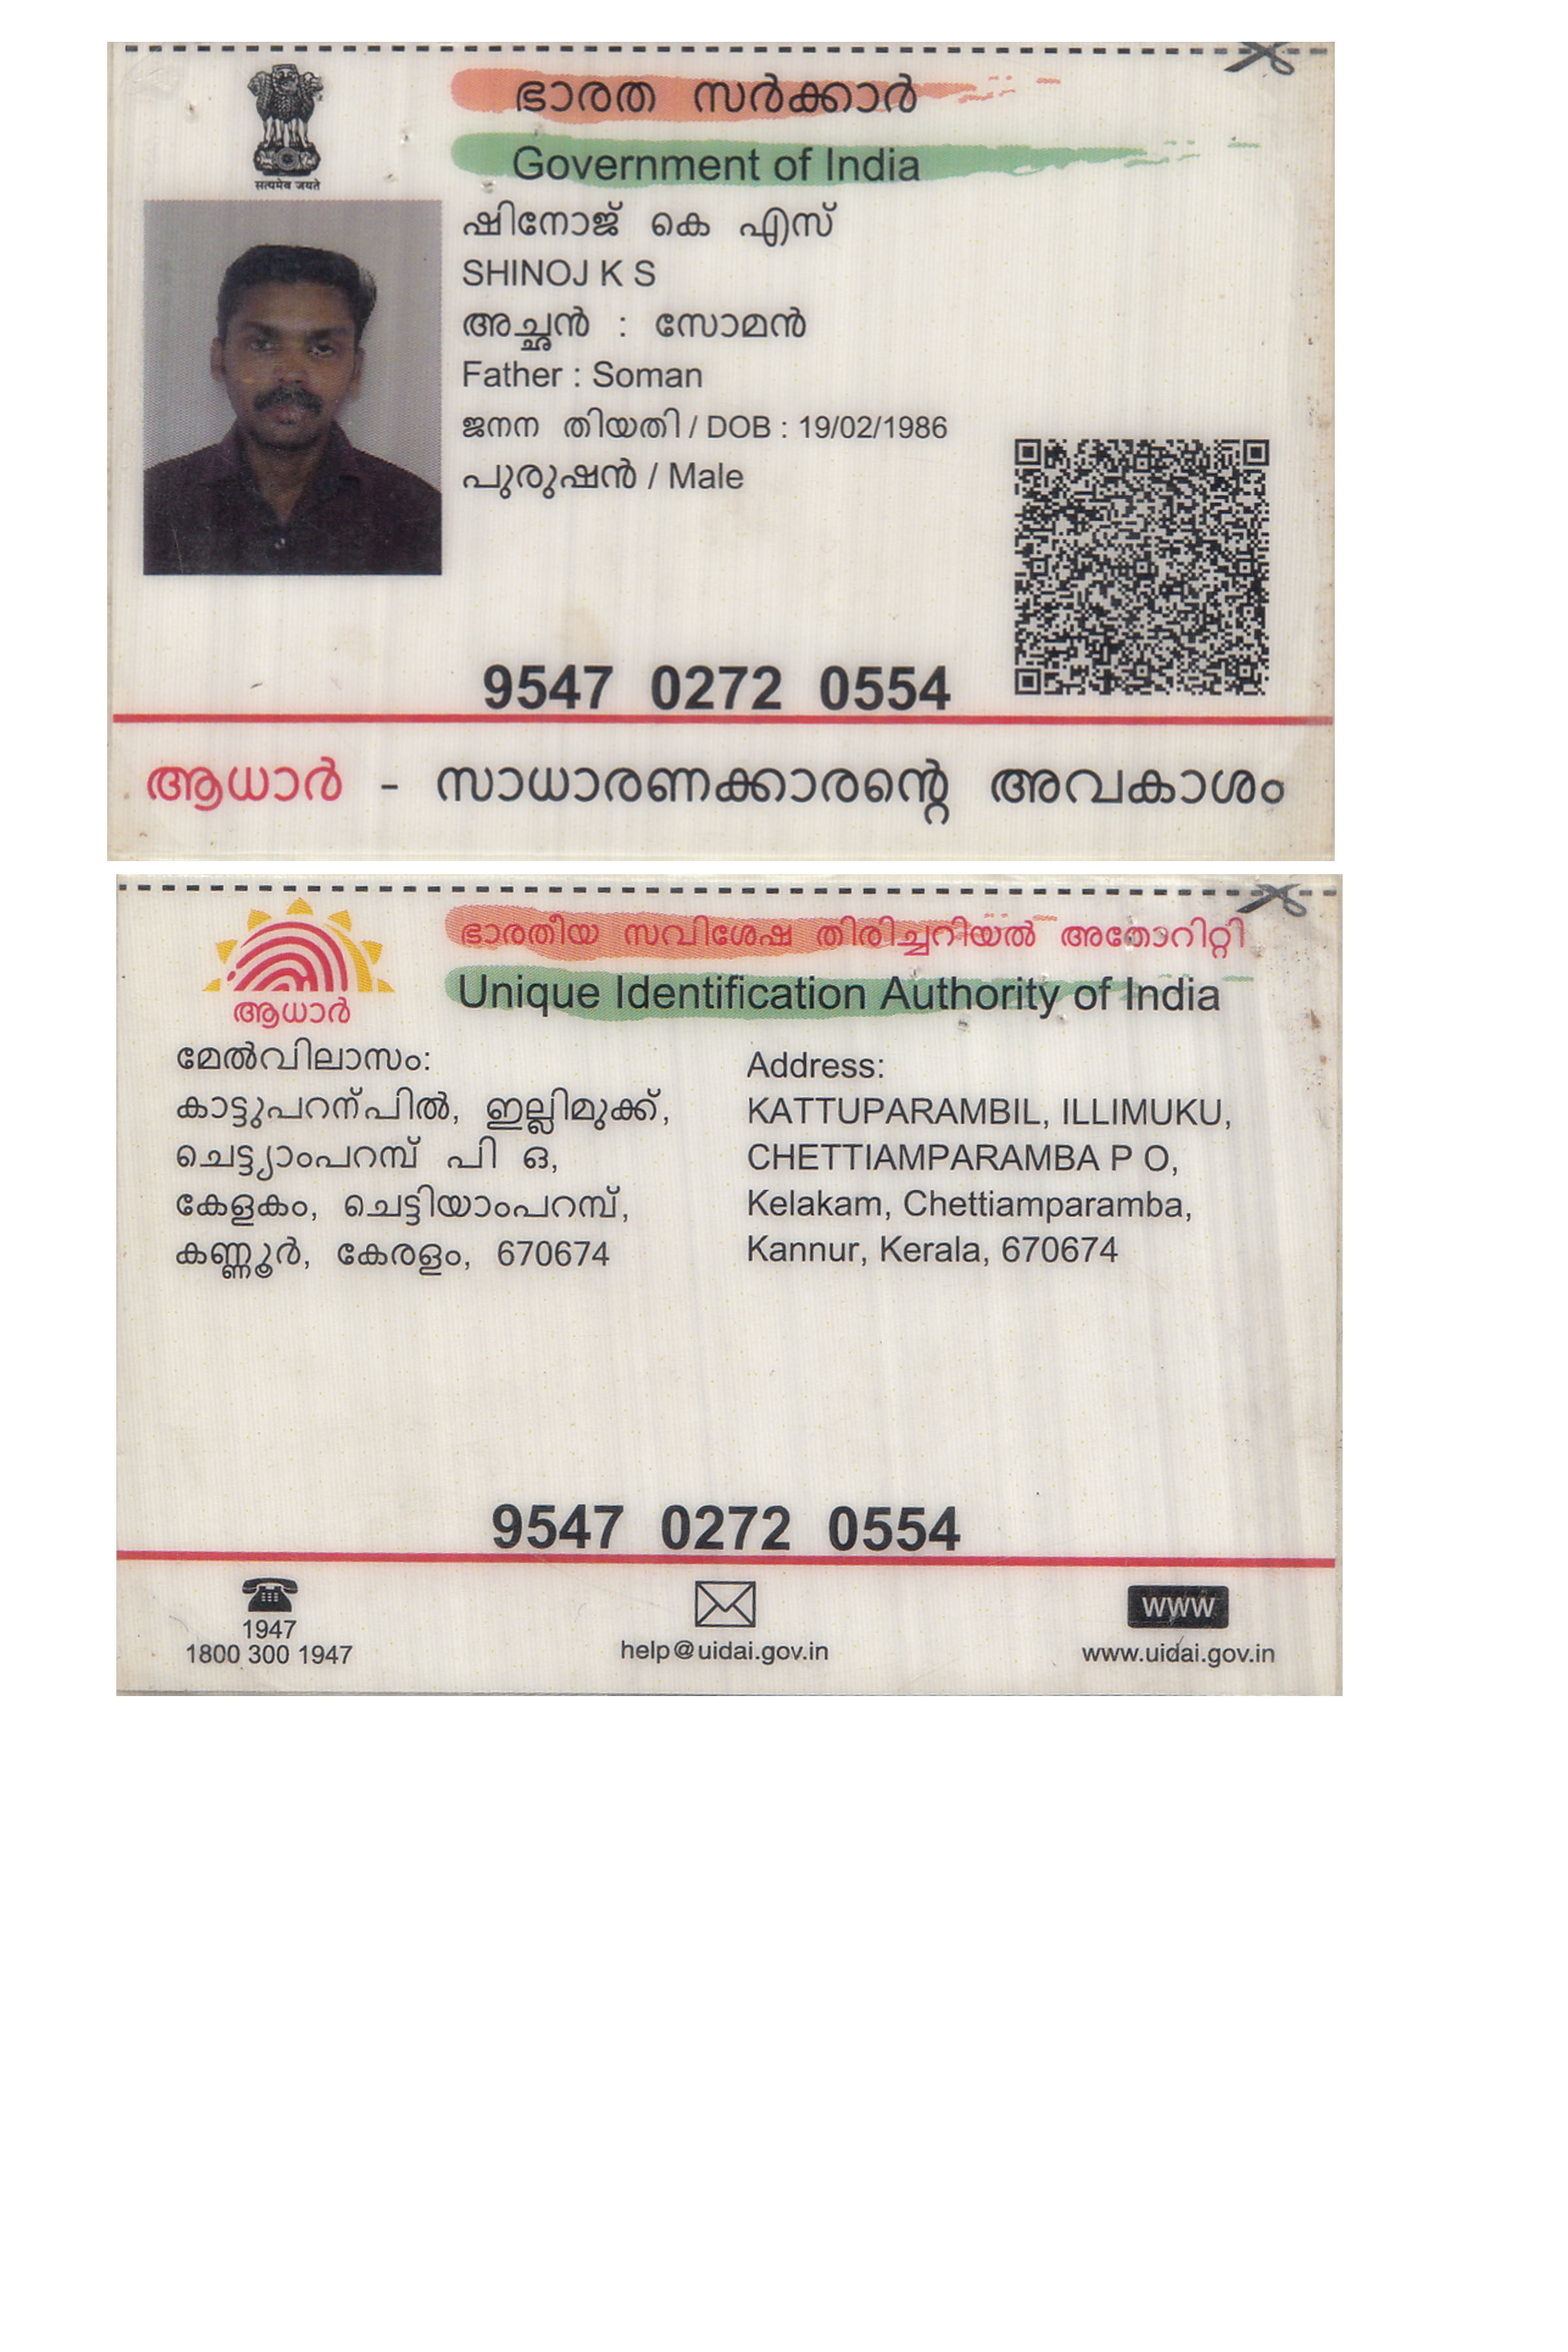 ഭാരത സർക്കാർ
Government of India
सत्यमेव जयते
ഷിനോജ് കെ എസ്
SHINOJ K S
അച്ഛൻ : സോമൻ
Father : Soman
ജനന തിയതി / DOB : 19/02/1986
പുരുഷൻ / Male
9547 0272 0554
ആധാർ - സാധാരണക്കാരന്റെ അവകാശം
ഭാരതീയ സവിശേഷ തിരിച്ചറിയൽ അതോറിറ്റി
Unique Identification Authority of India
ആധാർ
മേൽവിലാസം:
കാട്ടുപറന്പിൽ, ഇല്ലിമുക്ക്,
ചെട്ട്യാംപറമ്പ് പി ഒ,
കേളകം, ചെട്ടിയാംപറമ്പ്,
കണ്ണൂർ, കേരളം, 670674
Address:
KATTUPARAMBIL, ILLIMUKU,
CHETTIAMPARAMBA P O,
Kelakam, Chettiamparamba,
Kannur, Kerala, 670674
9547 0272 0554
1947
1800 300 1947
help@uidai.gov.in
www
www.uidai.gov.in